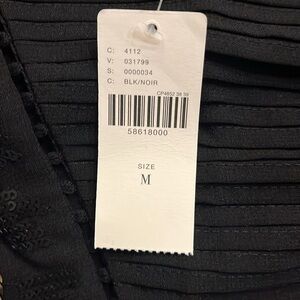 C: 4112
V: 031799
S: 0000034
C: BLK/NOIR
CP4652 38 39
58618000
SIZE
M